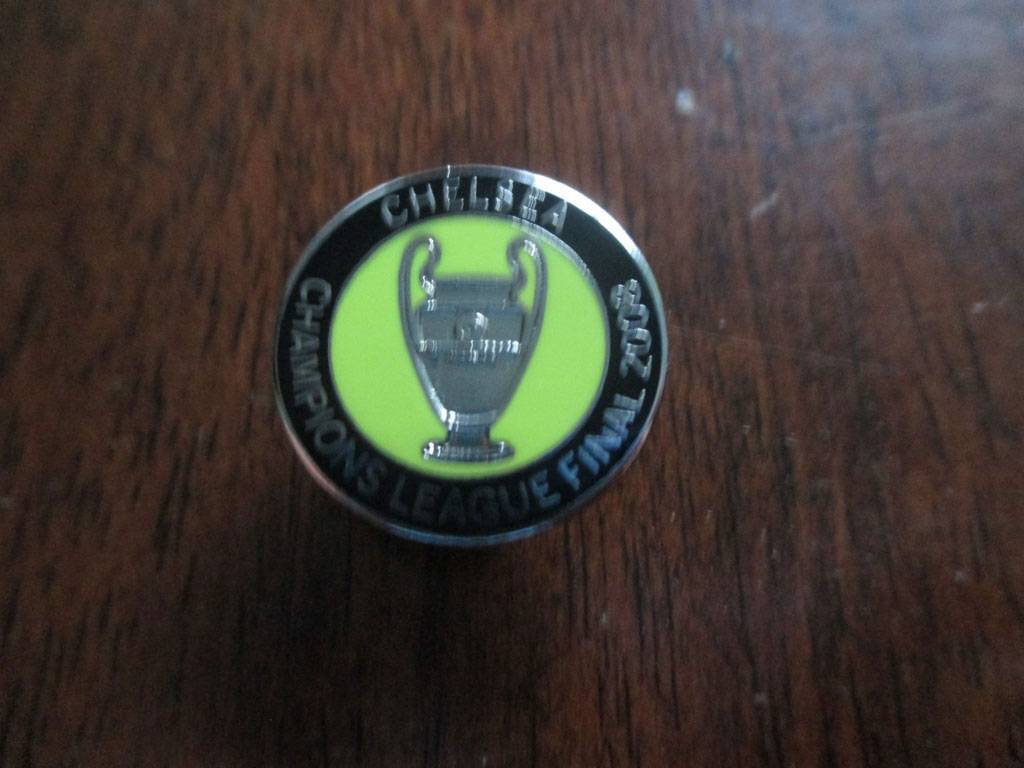 CHELSEA
CHAMPIONS LEAGUE FINAL 2008